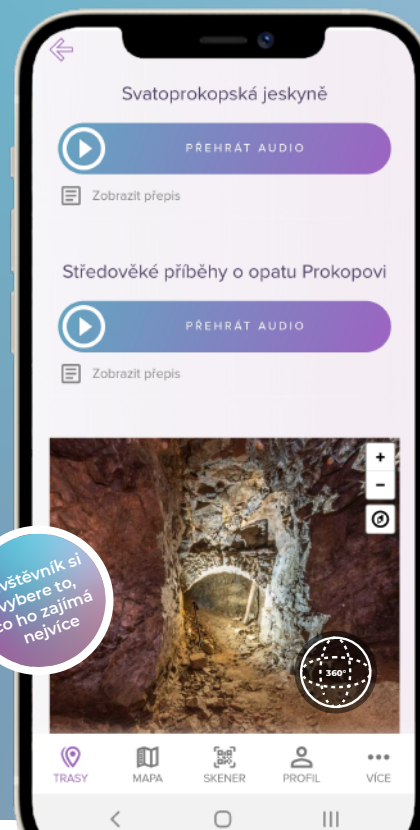 Svatoprokopská jeskyně
PŘEHRÁT AUDIO
Zobrazit přepis
Středověké příběhy o opatu Prokopovi
PŘEHRÁT AUDIO
Zobrazit přepis
+
−
si
vybere to,
co ho zajímá
nejvíce
360°
TRASY MAPA SKENER PROFIL VÍCE